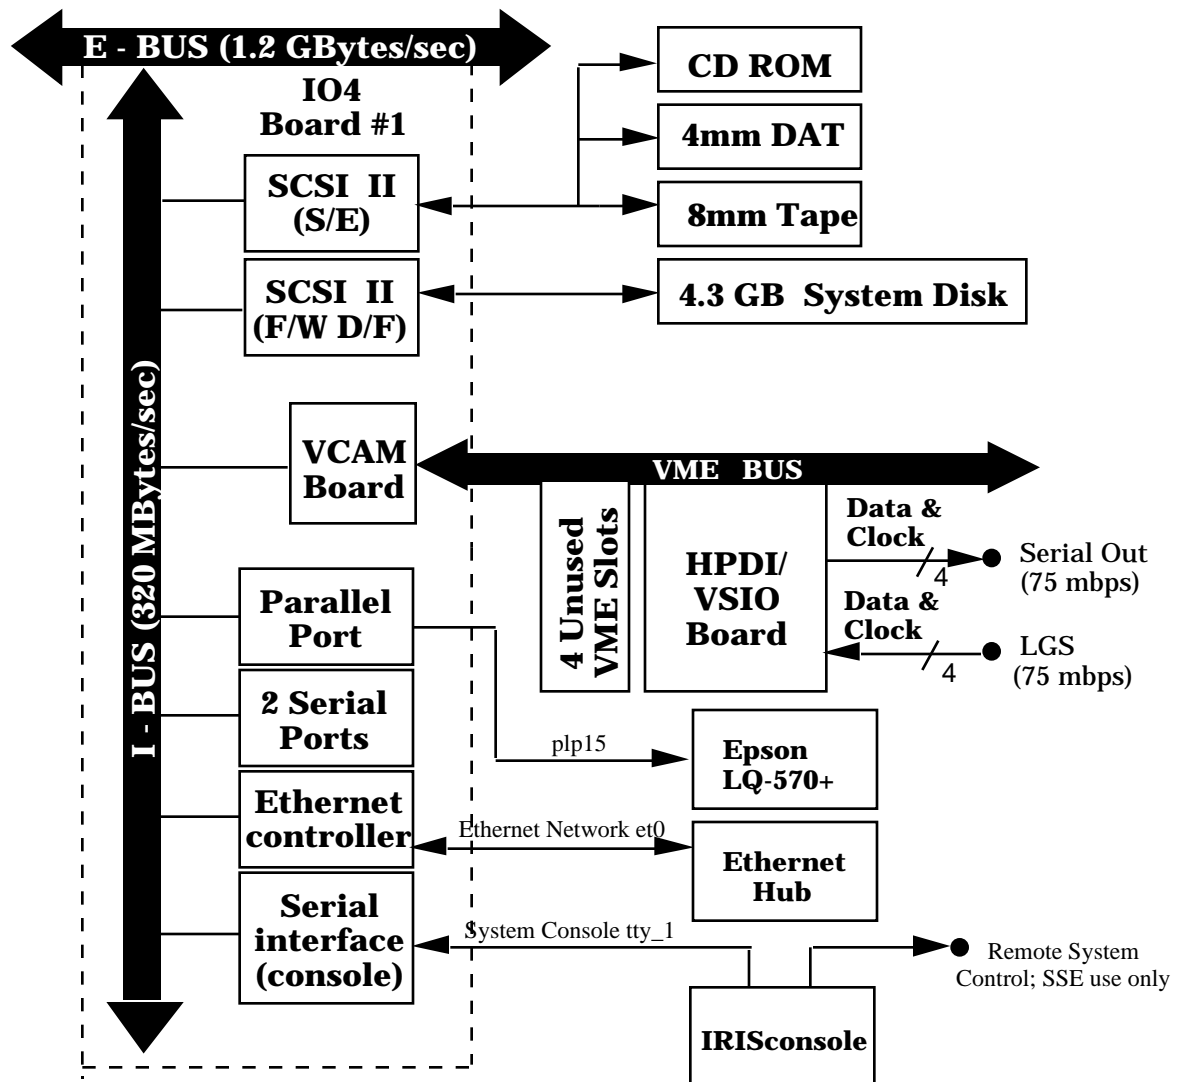 E - BUS (1.2 GBytes/sec)
IO4
Board #1
SCSI II
(S/E)
CD ROM
4mm DAT
8mm Tape
SCSI II
(F/W D/F)
4.3 GB System Disk
I - BUS (320 MBytes/sec)
VCAM
Board
VME BUS
4 Unused
VME Slots
HPDI/
VSIO
Board
Data &
Clock
4
Serial Out
(75 mbps)
Data &
Clock
4
LGS
(75 mbps)
Parallel
Port
2 Serial
Ports
plp15
Epson
LQ-570+
Ethernet
controller
Ethernet Network et0
Ethernet
Hub
Serial
interface
(console)
System Console tty_1
Remote System
Control; SSE use only
IRISconsole